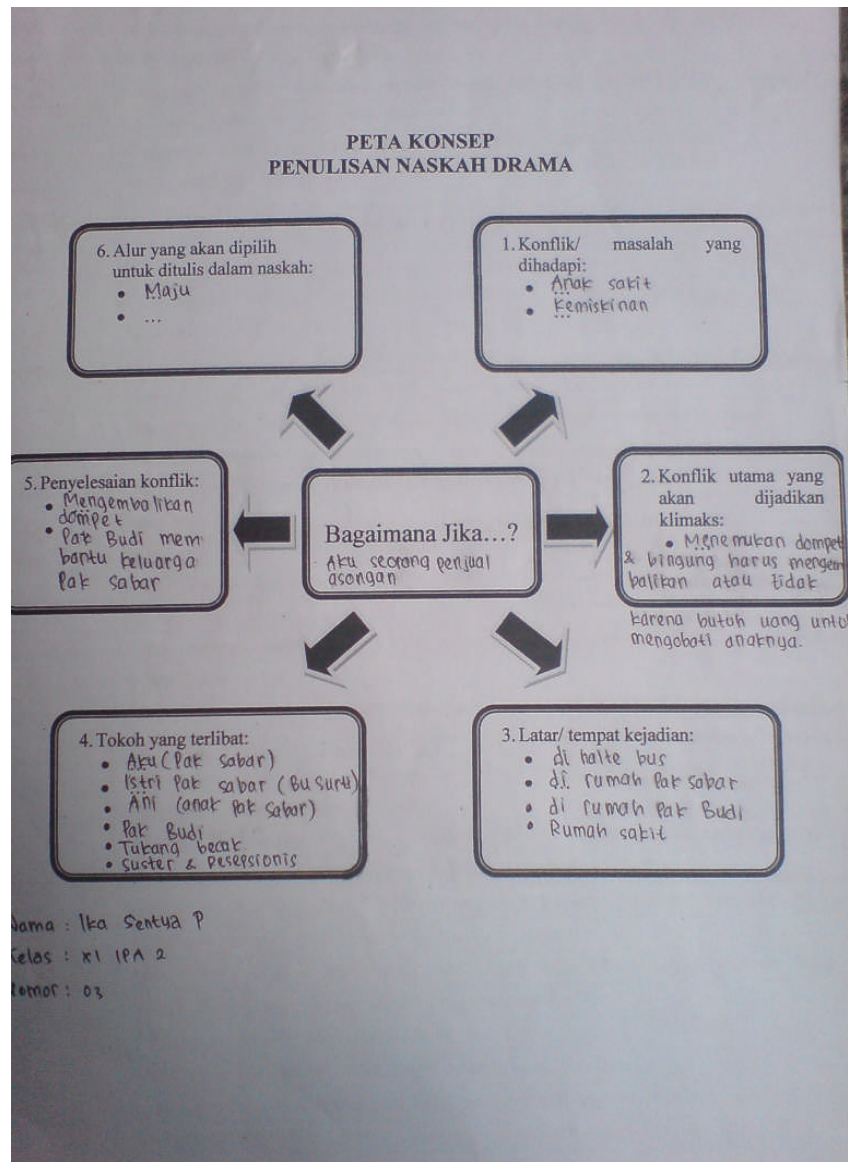 PETA KONSEP
PENULISAN NASKAH DRAMA
6. Alur yang akan dipilih
untuk ditulis dalam naskah:
• Maju
• ...
1. Konflik/ masalah yang
dihadapi:
• Anak sakit
• Kemiskinan
5. Penyelesaian konflik:
• Mengembalikan
dompet
• Pak Budi mem
bantu keluarga
Pak sabar
Bagaimana Jika...?
Aku seorang penjual
asongan
2. Konflik utama yang
akan dijadikan
klimaks:
• Menemukan dompet
& bingung harus mengem
balikan atau tidak
karena butuh uang untu
mengobati anaknya.
4. Tokoh yang terlibat:
• Aku (Pak sabar)
• Istri Pak sabar (Bu Surti)
• Ani (anak Pak Sabar)
• Pak Budi
• Tukang becak
• Suster & Resepsionis
3. Latar/ tempat kejadian:
• di halte bus
• di rumah Pak sabar
• di rumah Pak Budi
• Rumah sakit
Nama : Ika Sentya P
Kelas : XI IPA 2
Nomor : 03